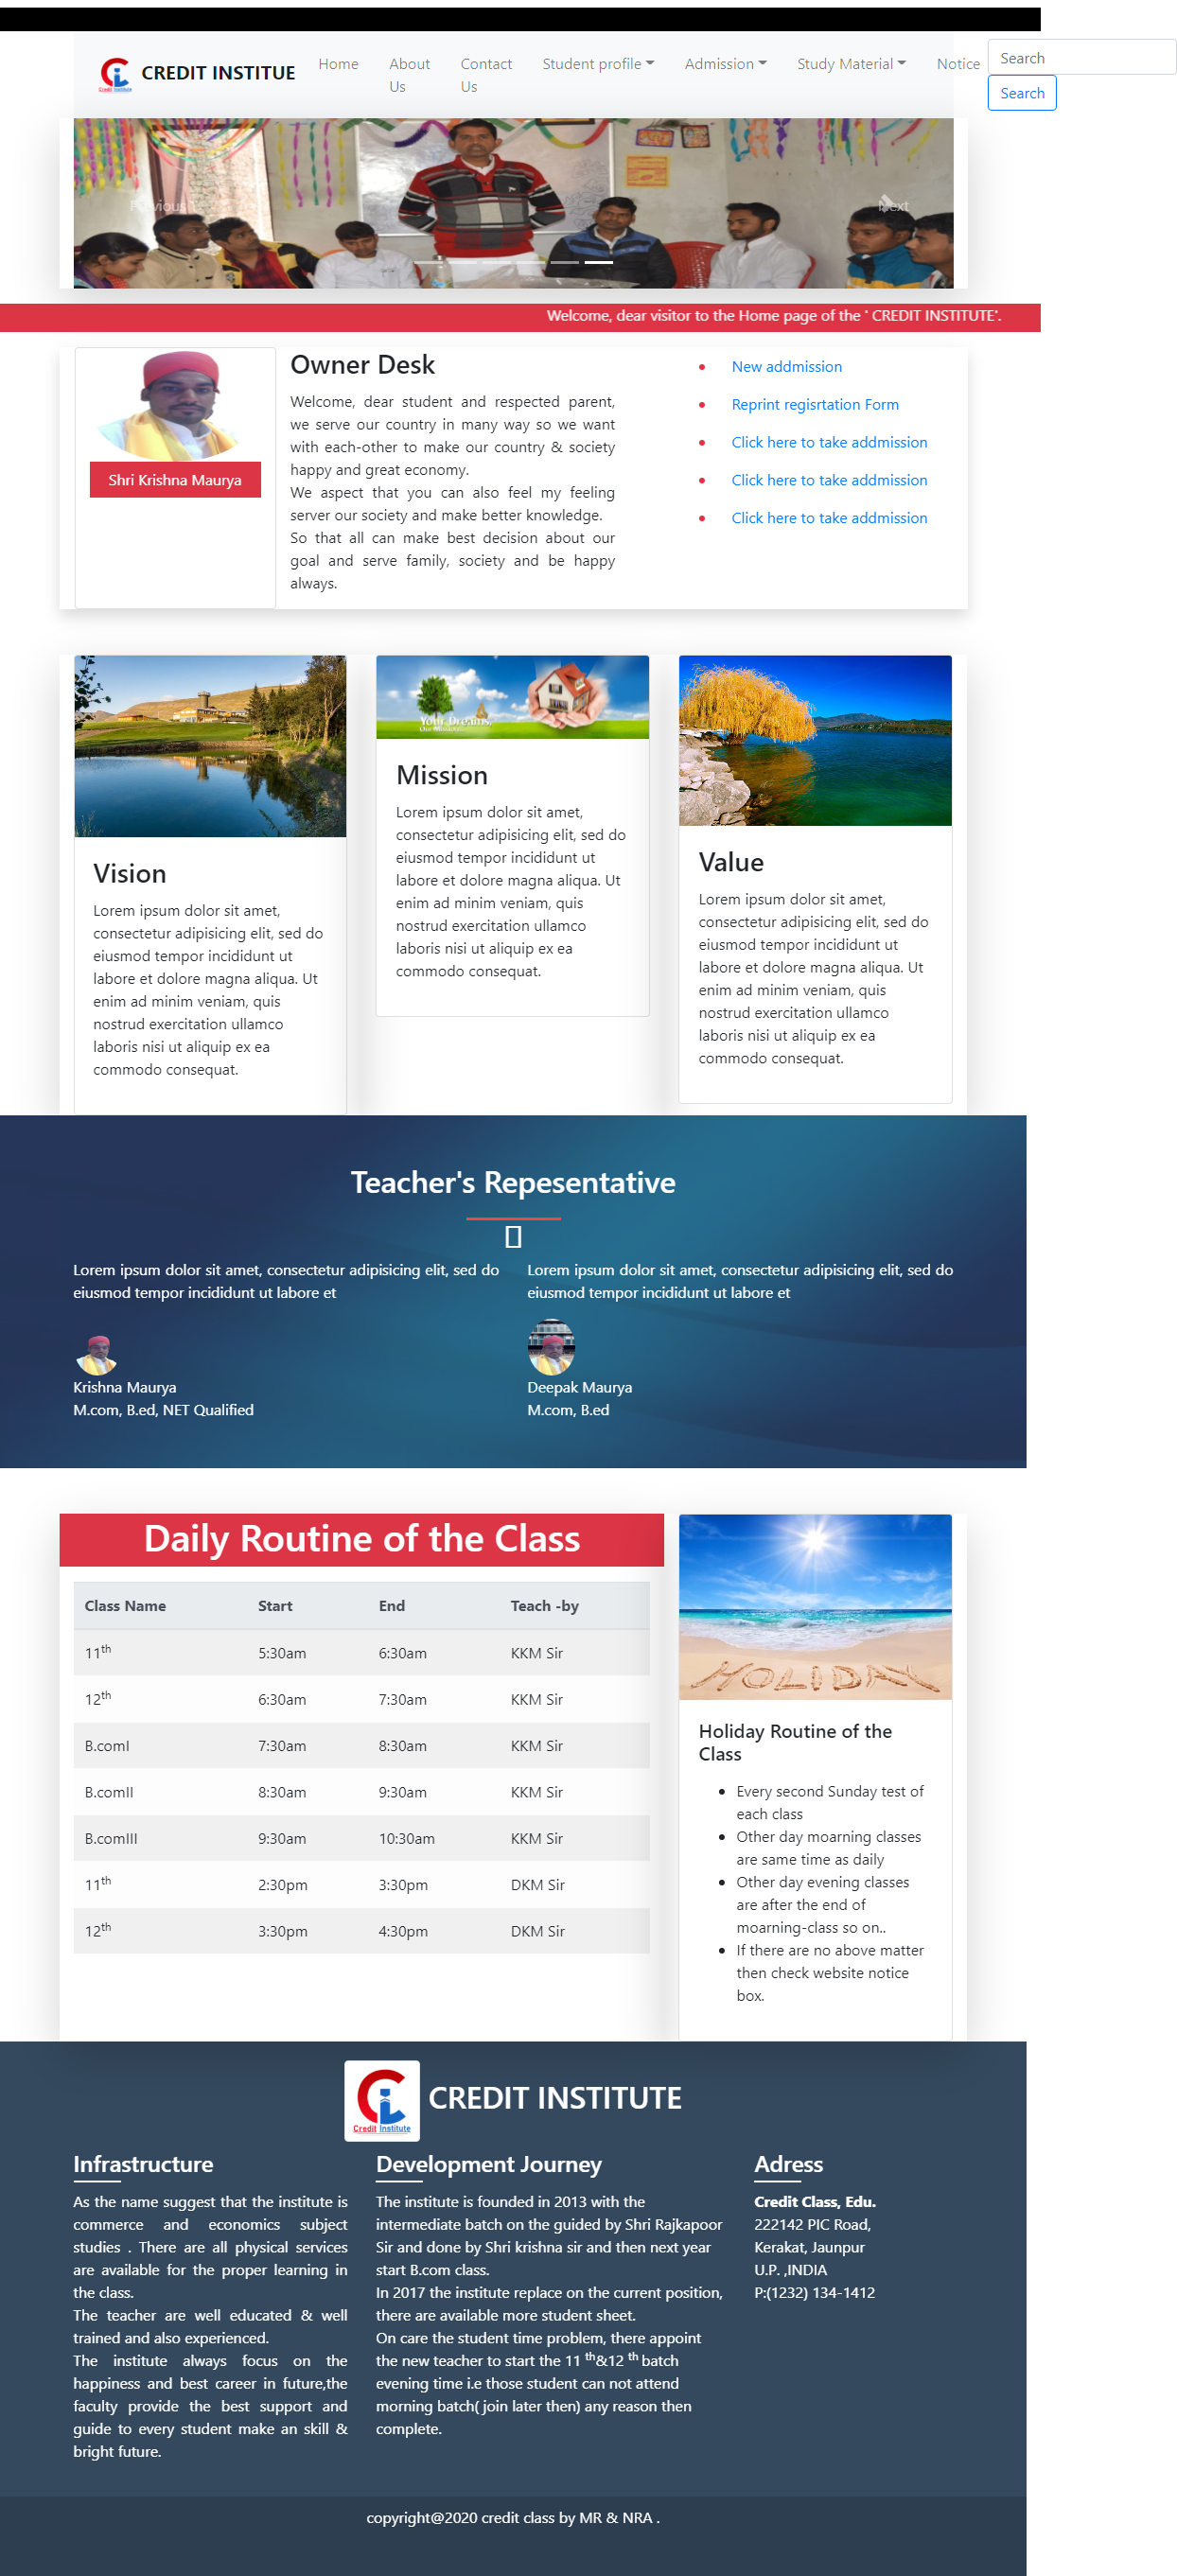 CREDIT INSTITUE
Home
About
Us
Contact
Us
Student profile
Admission
Study Material
Notice
Search
Search
Previous
Next
Welcome, dear visitor to the Home page of the ' CREDIT INSTITUTE'.
Shri Krishna Maurya
Owner Desk
Welcome, dear student and respected parent,
we serve our country in many way so we want
with each-other to make our country & society
happy and great economy.
We aspect that you can also feel my feeling
server our society and make better knowledge.
So that all can make best decision about our
goal and serve family, society and be happy
always.
New addmission
Reprint regisrtation Form
Click here to take addmission
Click here to take addmission
Click here to take addmission
Vision
Lorem ipsum dolor sit amet,
consectetur adipisicing elit, sed do
eiusmod tempor incididunt ut
labore et dolore magna aliqua. Ut
enim ad minim veniam, quis
nostrud exercitation ullamco
laboris nisi ut aliquip ex ea
commodo consequat.
Your Dreams,
Our Mission
Mission
Lorem ipsum dolor sit amet,
consectetur adipisicing elit, sed do
eiusmod tempor incididunt ut
labore et dolore magna aliqua. Ut
enim ad minim veniam, quis
nostrud exercitation ullamco
laboris nisi ut aliquip ex ea
commodo consequat.
Value
Lorem ipsum dolor sit amet,
consectetur adipisicing elit, sed do
eiusmod tempor incididunt ut
labore et dolore magna aliqua. Ut
enim ad minim veniam, quis
nostrud exercitation ullamco
laboris nisi ut aliquip ex ea
commodo consequat.
Teacher's Repesentative
Lorem ipsum dolor sit amet, consectetur adipisicing elit, sed do
eiusmod tempor incididunt ut labore et
Krishna Maurya
M.com, B.ed, NET Qualified
Lorem ipsum dolor sit amet, consectetur adipisicing elit, sed do
eiusmod tempor incididunt ut labore et
Deepak Maurya
M.com, B.ed
Daily Routine of the Class
Class Name Start End Teach -by
11th 5:30am 6:30am KKM Sir
12th 6:30am 7:30am KKM Sir
B.comI 7:30am 8:30am KKM Sir
B.comII 8:30am 9:30am KKM Sir
B.comIII 9:30am 10:30am KKM Sir
11th 2:30pm 3:30pm DKM Sir
12th 3:30pm 4:30pm DKM Sir
HOLIDAY
Holiday Routine of the
Class
Every second Sunday test of
each class
Other day moarning classes
are same time as daily
Other day evening classes
are after the end of
moarning-class so on..
If there are no above matter
then check website notice
box.
Credit Institute
CREDIT INSTITUTE
Infrastructure
As the name suggest that the institute is
commerce and economics subject
studies . There are all physical services
are available for the proper learning in
the class.
The teacher are well educated & well
trained and also experienced.
The institute always focus on the
happiness and best career in future,the
faculty provide the best support and
guide to every student make an skill &
bright future.
Development Journey
The institute is founded in 2013 with the
intermediate batch on the guided by Shri Rajkapoor
Sir and done by Shri krishna sir and then next year
start B.com class.
In 2017 the institute replace on the current position,
there are available more student sheet.
On care the student time problem, there appoint
the new teacher to start the 11 th&12 th batch
evening time i.e those student can not attend
morning batch( join later then) any reason then
complete.
Adress
Credit Class, Edu.
222142 PIC Road,
Kerakat, Jaunpur
U.P. ,INDIA
P:(1232) 134-1412
copyright@2020 credit class by MR & NRA .